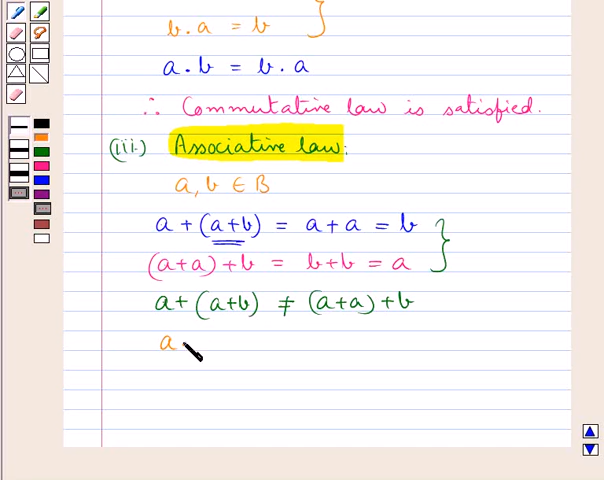 b . a = b
a . b = b . a
∴ Commutative law is satisfied.
(iii.) Associative law:
a, b ∈ B
a + (a+b) = a + a = b
(a+a) + b = b + b = a
a + (a+b) ≠ (a+a) + b
a .